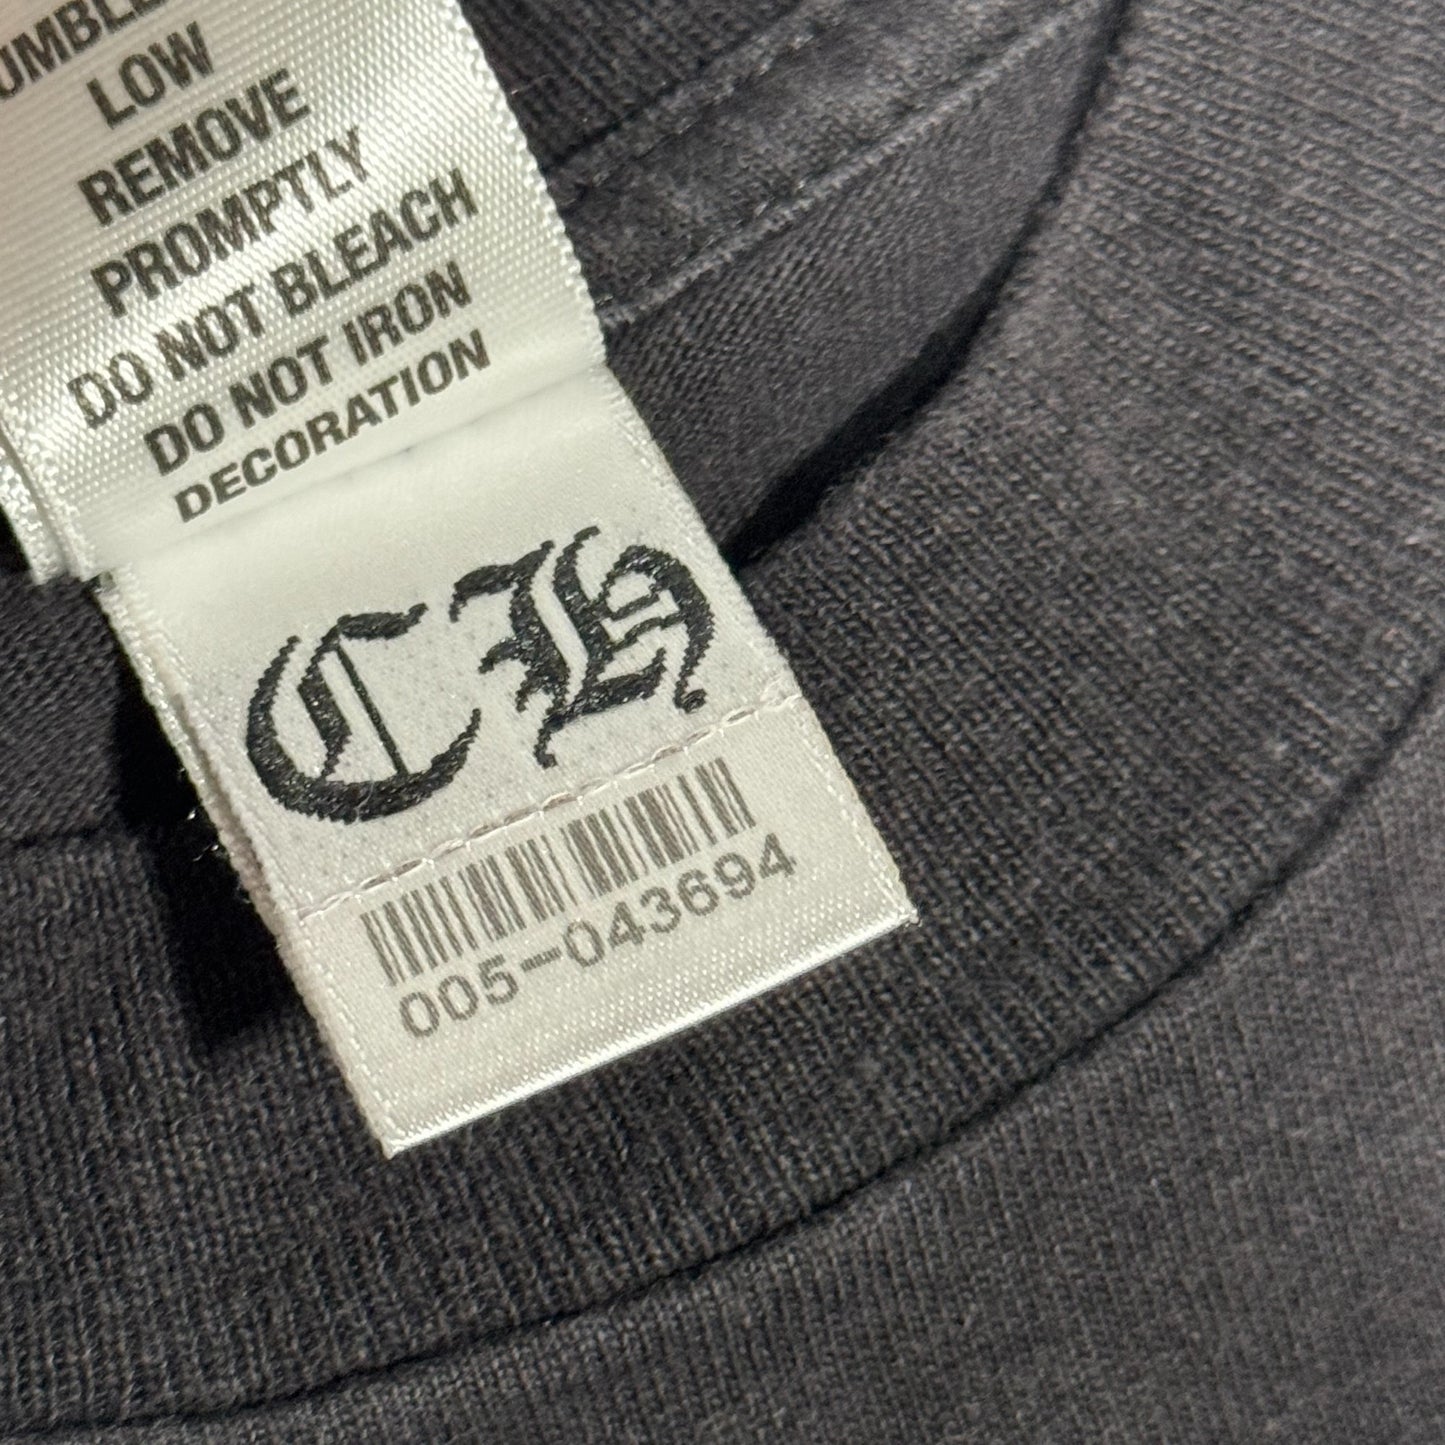 LOW
REMOVE
PROMPTLY
DO NOT BLEACH
DO NOT IRON
DECORATION
CH
005-043694